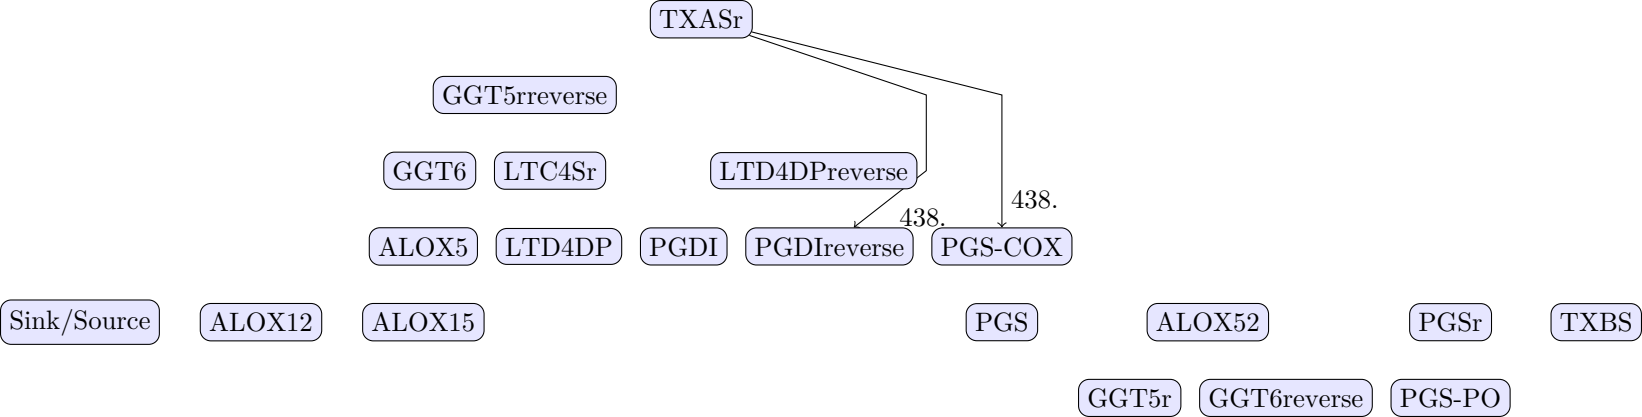 TXASr
GGT5rreverse
GGT6 LTC4Sr LTD4DPreverse
438.
438.
ALOX5 LTD4DP PGDI PGDIreverse PGS-COX
Sink/Source ALOX12 ALOX15 PGS ALOX52 PGSr TXBS
GGT5r GGT6reverse PGS-PO